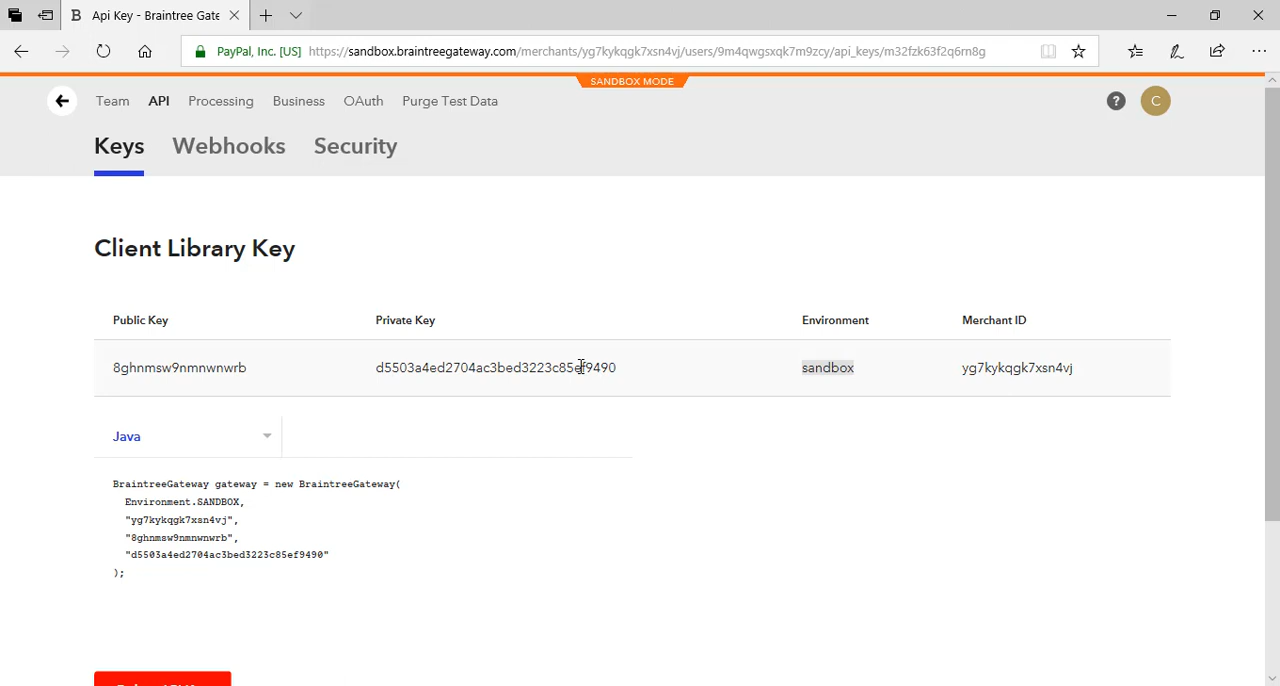 Api Key - Braintree Gate
PayPal, Inc. [US] https://sandbox.braintreegateway.com/merchants/yg7kykqgk7xsn4vj/users/9m4qwgsxqk7m9zcy/api_keys/m32fzk63f2q6rn8g
SANDBOX MODE
Team API Processing Business OAuth Purge Test Data
? C
Keys Webhooks Security
Client Library Key
Public Key Private Key Environment Merchant ID
8ghnmsw9nmnwnwrb d5503a4ed2704ac3bed3223c85ef9490 sandbox yg7kykqgk7xsn4vj
Java
BraintreeGateway gateway = new BraintreeGateway(
Environment.SANDBOX,
"yg7kykqgk7xsn4vj",
"8ghnmsw9nmnwnwrb",
"d5503a4ed2704ac3bed3223c85ef9490"
);